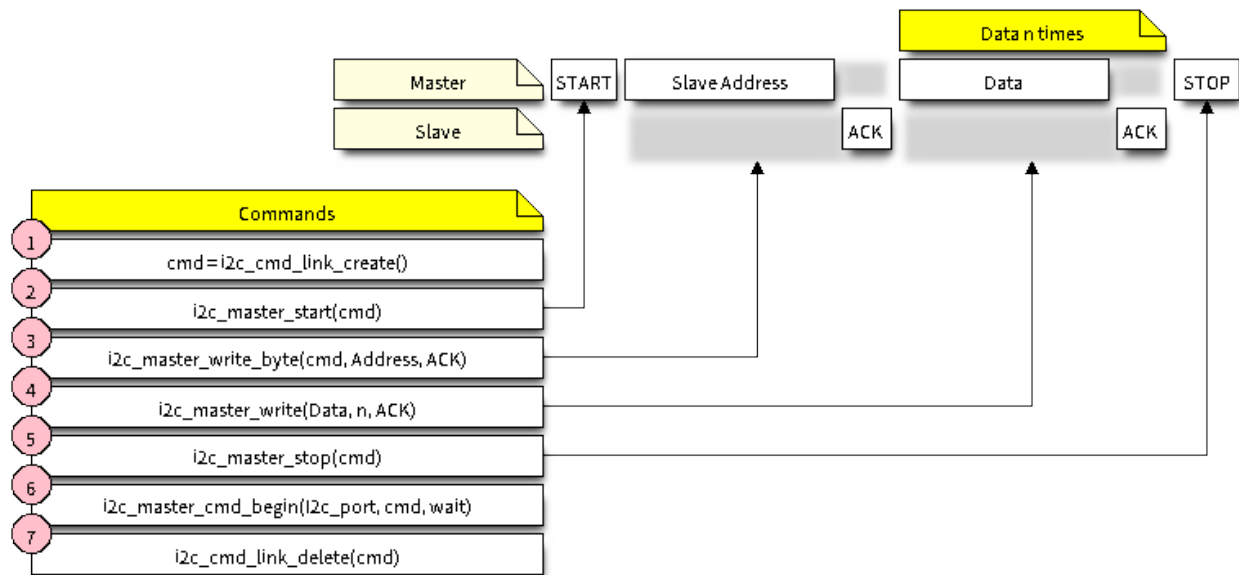 Data n times
Master START Slave Address Data STOP
Slave ACK ACK
Commands
1
cmd = i2c_cmd_link_create()
2
i2c_master_start(cmd)
3
i2c_master_write_byte(cmd, Address, ACK)
4
i2c_master_write(Data, n, ACK)
5
i2c_master_stop(cmd)
6
i2c_master_cmd_begin(I2c_port, cmd, wait)
7
i2c_cmd_link_delete(cmd)